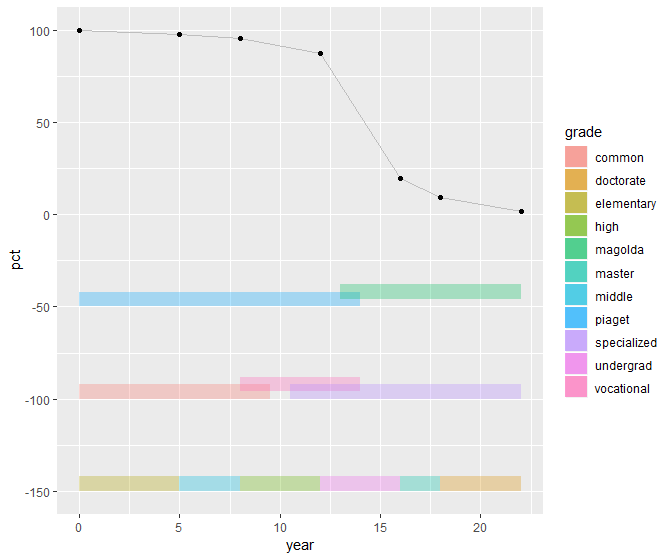 100
50
0
-50
-100
-150
pct
0
5
10
15
20
year
grade
common
doctorate
elementary
high
magolda
master
middle
piaget
specialized
undergrad
vocational